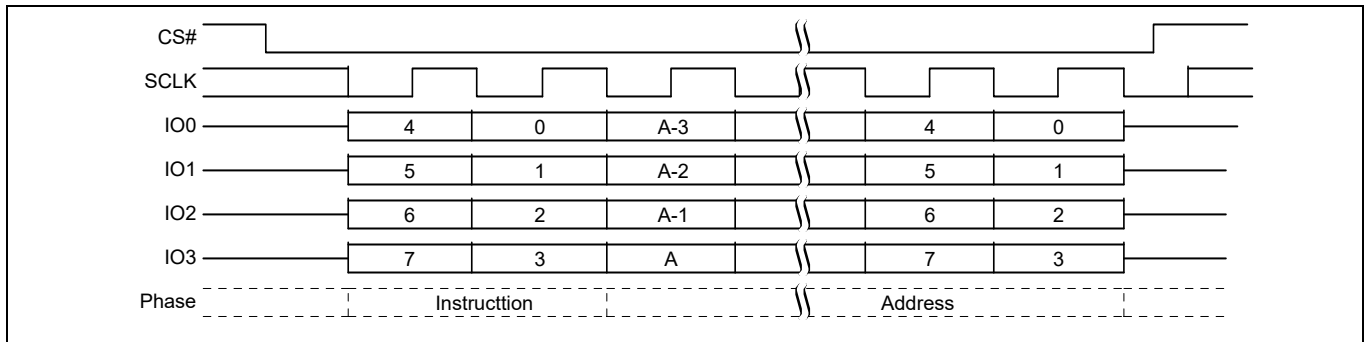 CS#
SCLK
IO0 4 0 A-3 4 0
IO1 5 1 A-2 5 1
IO2 6 2 A-1 6 2
IO3 7 3 A 7 3
Phase Instructtion Address